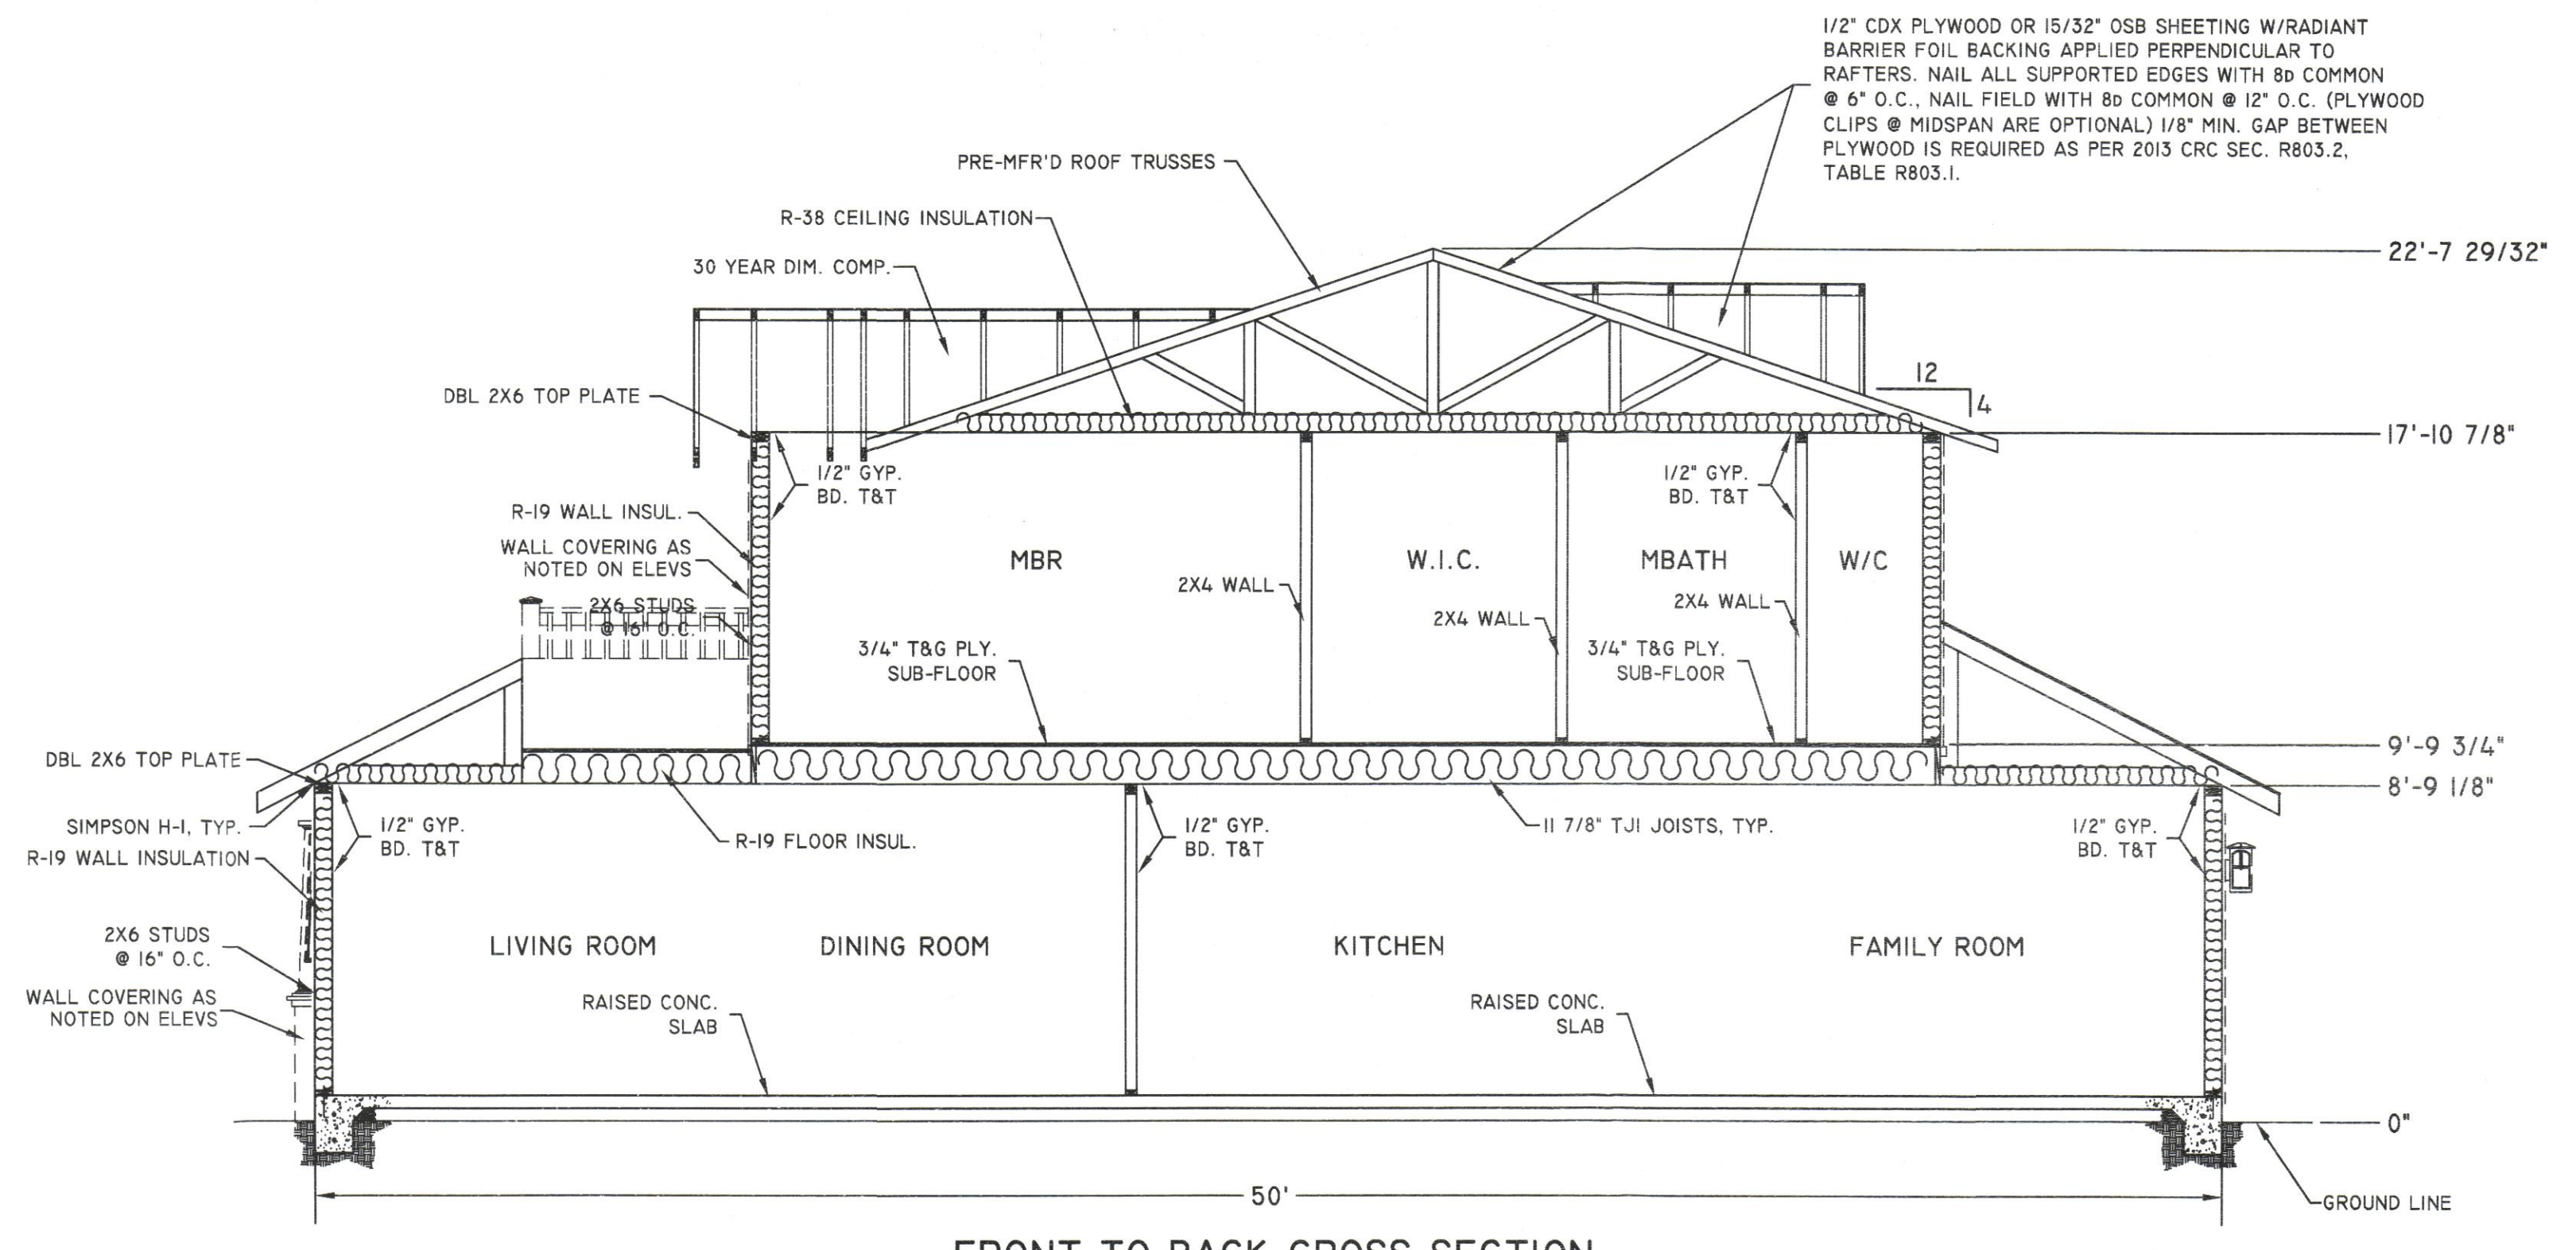 1/2" CDX PLYWOOD OR 15/32" OSB SHEETING W/RADIANT
BARRIER FOIL BACKING APPLIED PERPENDICULAR TO
RAFTERS. NAIL ALL SUPPORTED EDGES WITH 8D COMMON
@ 6" O.C., NAIL FIELD WITH 8D COMMON @ 12" O.C. (PLYWOOD
CLIPS @ MIDSPAN ARE OPTIONAL) 1/8" MIN. GAP BETWEEN
PLYWOOD IS REQUIRED AS PER 2013 CRC SEC. R803.2,
TABLE R803.1.
PRE-MFR'D ROOF TRUSSES
R-38 CEILING INSULATION
30 YEAR DIM. COMP.
22'-7 29/32"
12
4
DBL 2X6 TOP PLATE
17'-10 7/8"
1/2" GYP.
BD. T&T
1/2" GYP.
BD. T&T
R-19 WALL INSUL.
WALL COVERING AS
NOTED ON ELEVS
2X6 STUDS
@ 16" O.C.
MBR
W.I.C.
MBATH
W/C
2X4 WALL
2X4 WALL
2X4 WALL
3/4" T&G PLY.
SUB-FLOOR
3/4" T&G PLY.
SUB-FLOOR
9'-9 3/4"
8'-9 1/8"
DBL 2X6 TOP PLATE
SIMPSON H-1, TYP.
R-19 WALL INSULATION
1/2" GYP.
BD. T&T
R-19 FLOOR INSUL.
1/2" GYP.
BD. T&T
11 7/8" TJI JOISTS, TYP.
1/2" GYP.
BD. T&T
2X6 STUDS
@ 16" O.C.
WALL COVERING AS
NOTED ON ELEVS
LIVING ROOM
DINING ROOM
KITCHEN
FAMILY ROOM
RAISED CONC.
SLAB
RAISED CONC.
SLAB
0"
50'
GROUND LINE
FRONT TO BACK CROSS SECTION